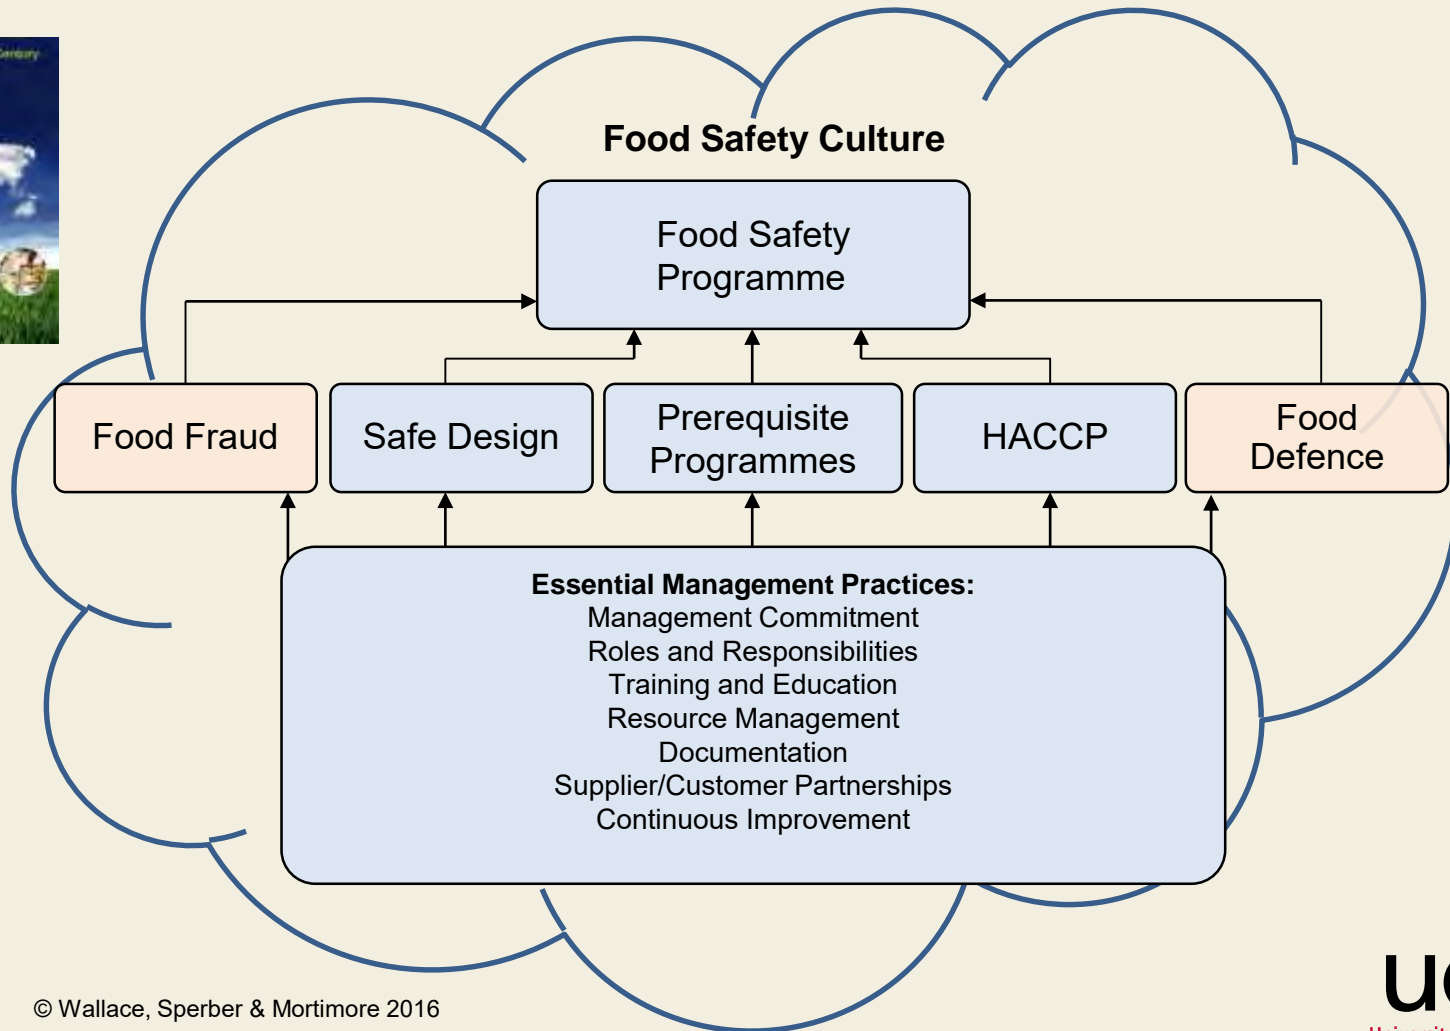 Century
Food Safety Culture
Food Safety
Programme
Food Fraud
Safe Design
Prerequisite
Programmes
HACCP
Food
Defence
Essential Management Practices:
Management Commitment
Roles and Responsibilities
Training and Education
Resource Management
Documentation
Supplier/Customer Partnerships
Continuous Improvement
© Wallace, Sperber & Mortimore 2016